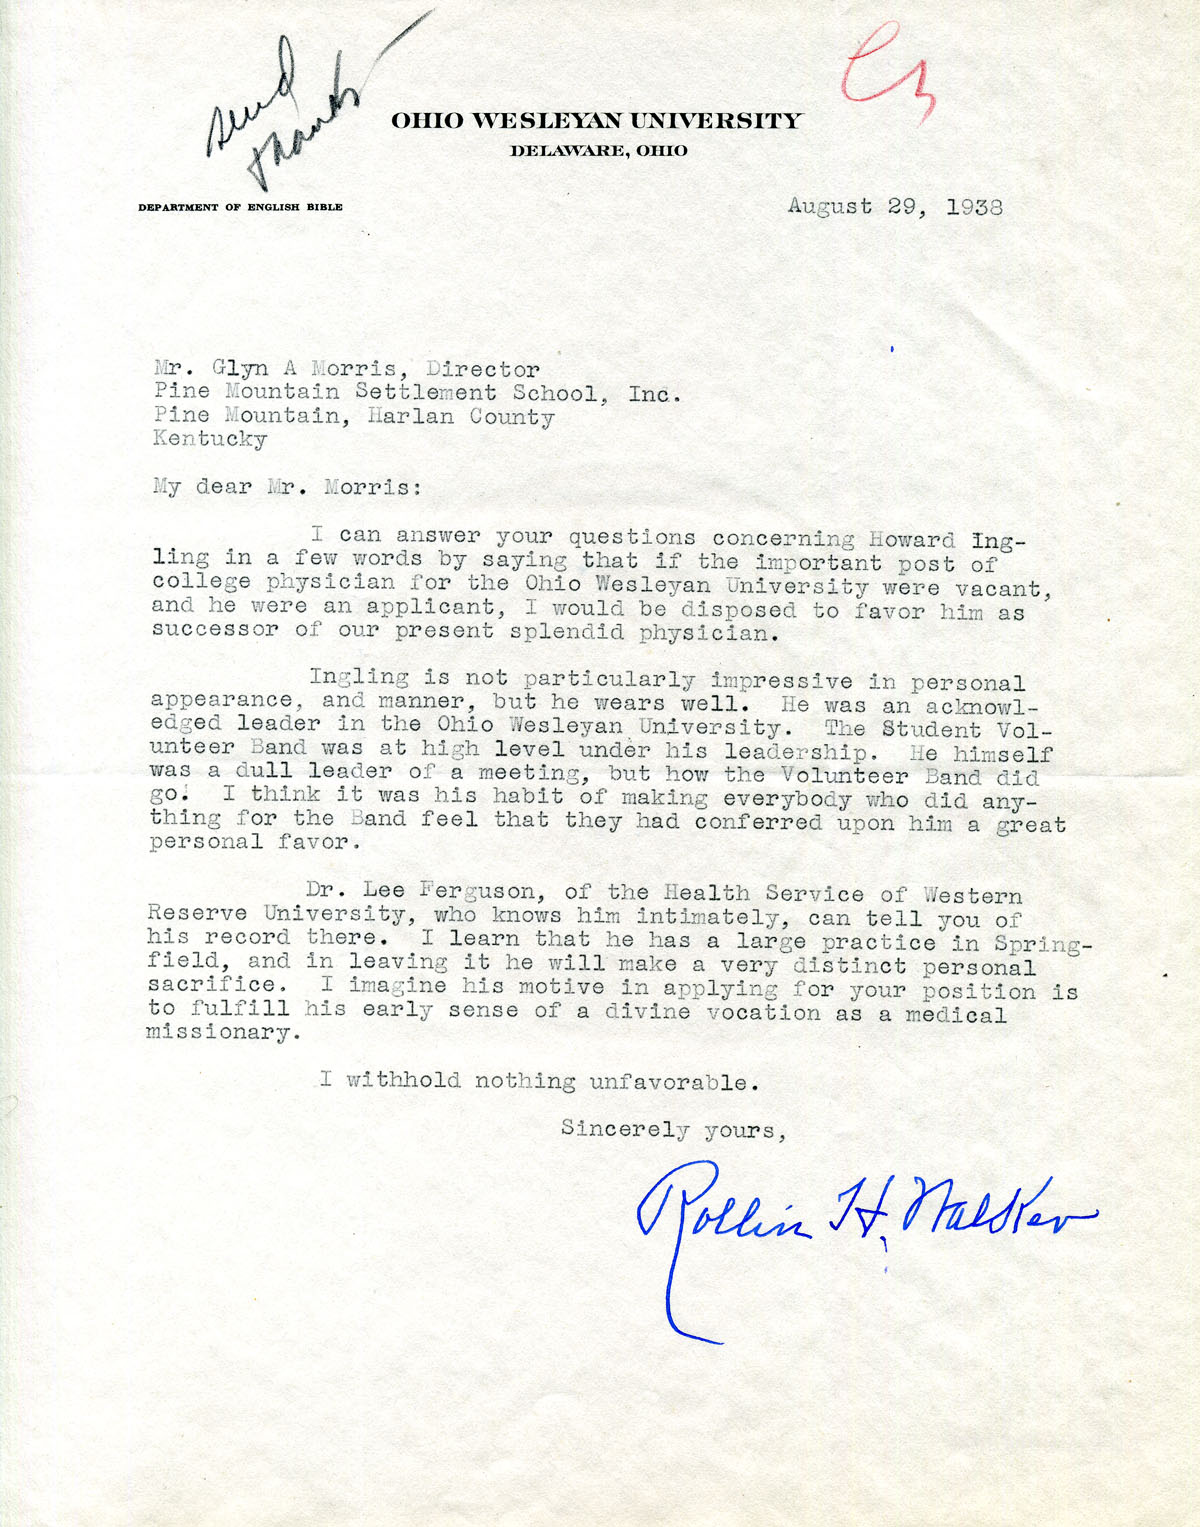 send
thanks
OHIO WESLEYAN UNIVERSITY
DELAWARE, OHIO
DEPARTMENT OF ENGLISH BIBLE
August 29, 1938
Mr. Glyn A Morris, Director
Pine Mountain Settlement School, Inc.
Pine Mountain, Harlan County
Kentucky
My dear Mr. Morris:
I can answer your questions concerning Howard Ing-
ling in a few words by saying that if the important post of
college physician for the Ohio Wesleyan University were vacant,
and he were an applicant, I would be disposed to favor him as
successor of our present splendid physician.
Ingling is not particularly impressive in personal
appearance, and manner, but he wears well. He was an acknowl-
edged leader in the Ohio Wesleyan University. The Student Vol-
unteer Band was at high level under his leadership. He himself
was a dull leader of a meeting, but how the Volunteer Band did
go! I think it was his habit of making everybody who did any-
thing for the Band feel that they had conferred upon him a great
personal favor.
Dr. Lee Ferguson, of the Health Service of Western
Reserve University, who knows him intimately, can tell you of
his record there. I learn that he has a large practice in Spring-
field, and in leaving it he will make a very distinct personal
sacrifice. I imagine his motive in applying for your position is
to fulfill his early sense of a divine vocation as a medical
missionary.
I withhold nothing unfavorable.
Sincerely yours,
Rollin H. Walker